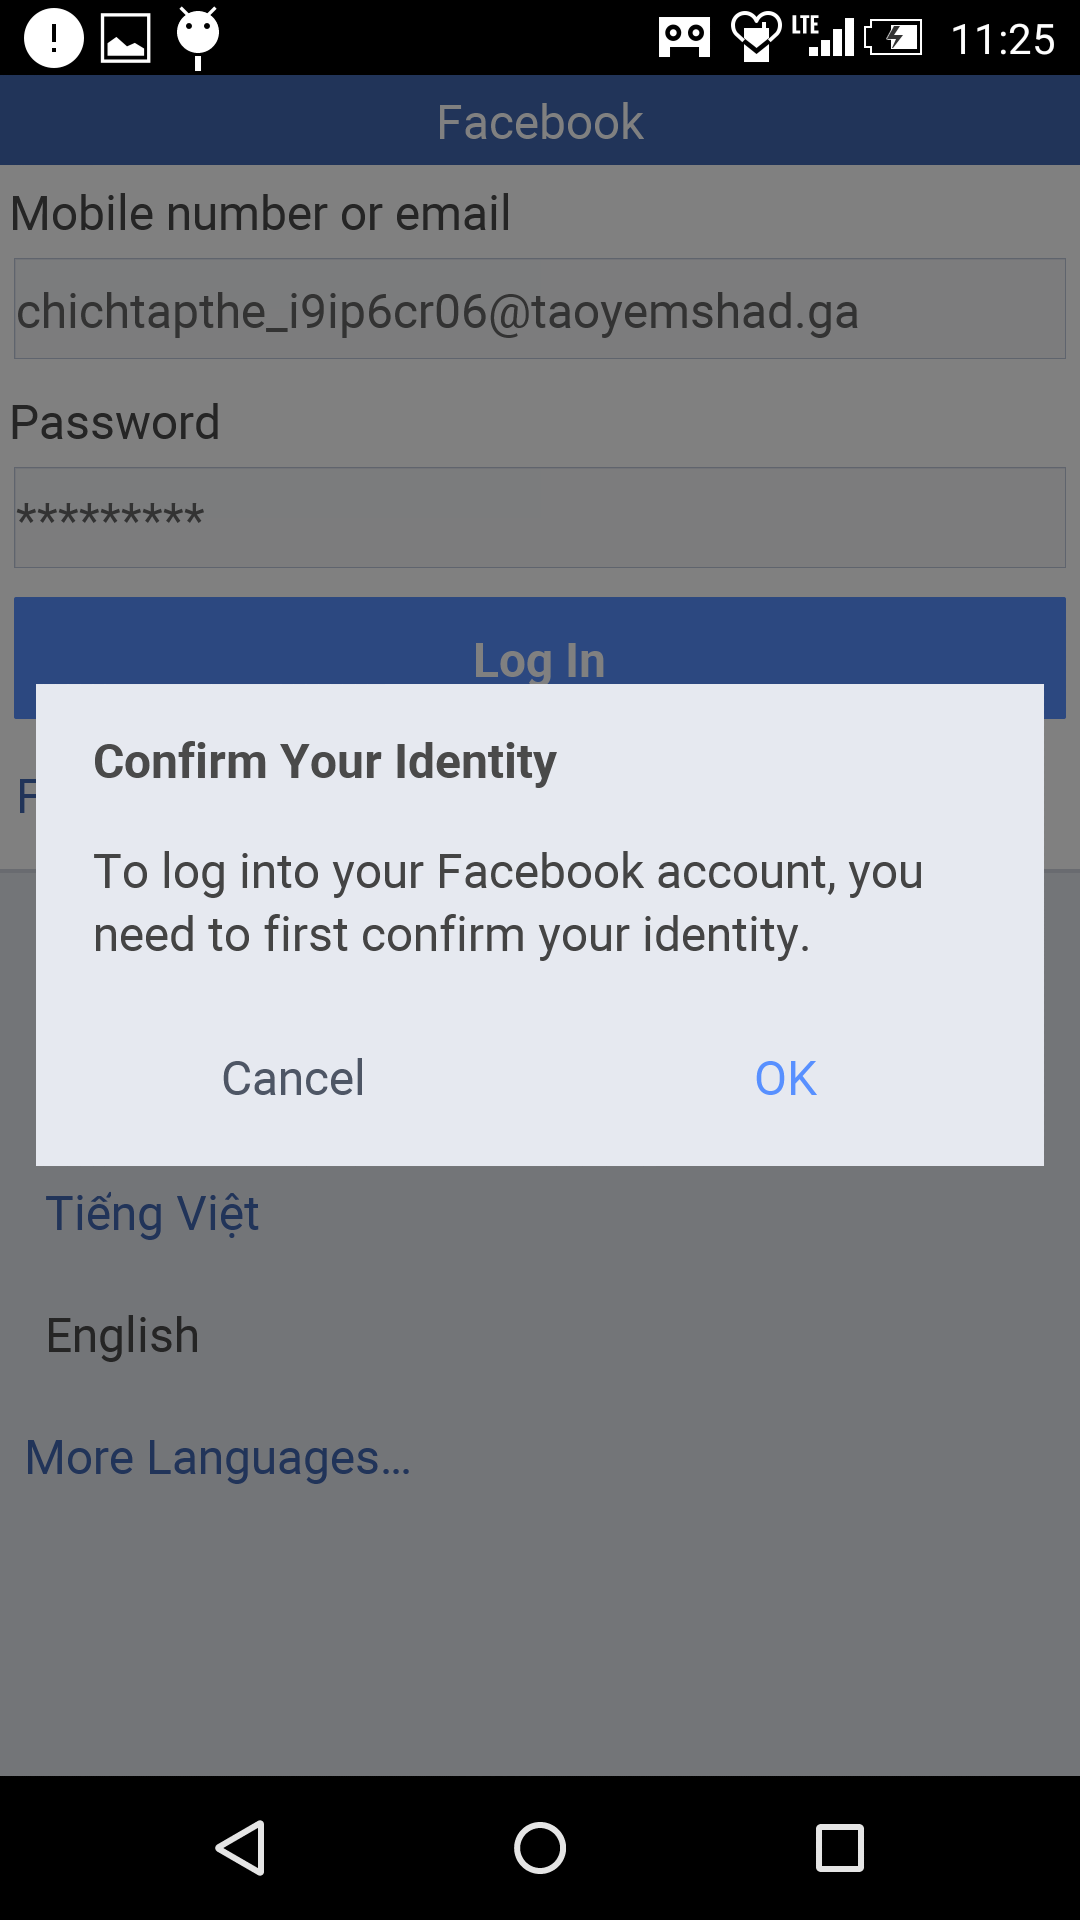 LTE 11:25
Facebook
Mobile number or email
chichtapthe_i9ip6cr06@taoyemshad.ga
Password
*********
Log In
F
Confirm Your Identity
To log into your Facebook account, you
need to first confirm your identity.
Cancel OK
Tiếng Việt
English
More Languages...